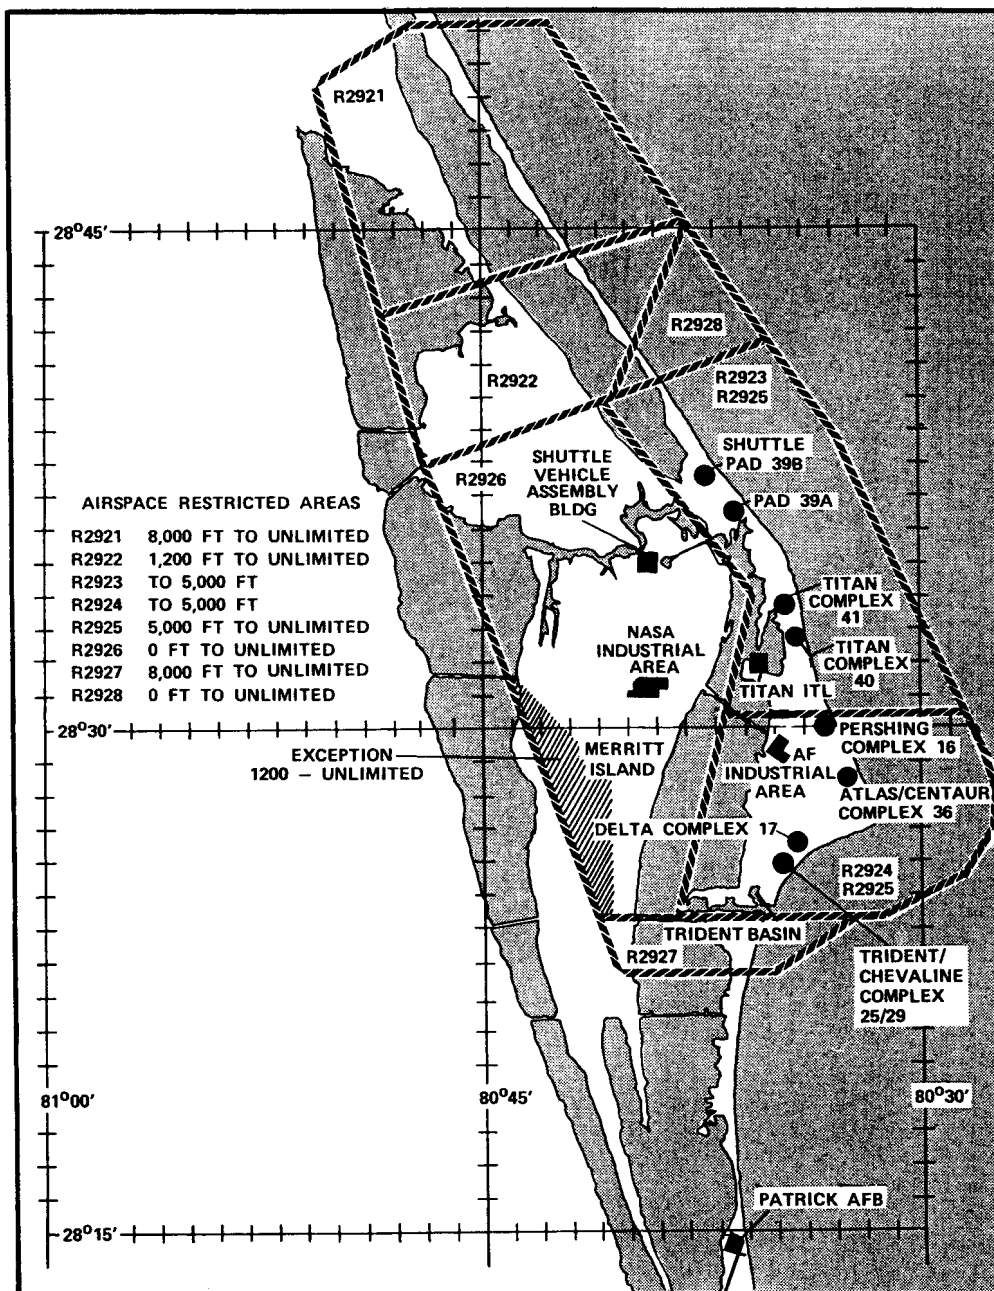 R2921
28°45'
R2928
R2922
R2923
R2925
SHUTTLE
PAD 39B
SHUTTLE
VEHICLE
ASSEMBLY
BLDG
R2926
PAD 39A
AIRSPACE RESTRICTED AREAS
R2921 8,000 FT TO UNLIMITED
R2922 1,200 FT TO UNLIMITED
R2923 TO 5,000 FT
R2924 TO 5,000 FT
R2925 5,000 FT TO UNLIMITED
R2926 0 FT TO UNLIMITED
R2927 8,000 FT TO UNLIMITED
R2928 0 FT TO UNLIMITED
TITAN
COMPLEX
41
NASA
INDUSTRIAL
AREA
TITAN
COMPLEX
40
TITAN ITL
28°30'
PERSHING
COMPLEX 16
EXCEPTION
1200 – UNLIMITED
MERRITT
ISLAND
AF
INDUSTRIAL
AREA
ATLAS/CENTAUR
COMPLEX 36
DELTA COMPLEX 17
R2924
R2925
TRIDENT BASIN
R2927
TRIDENT/
CHEVALINE
COMPLEX
25/29
81°00'
80°45'
80°30'
PATRICK AFB
28°15'